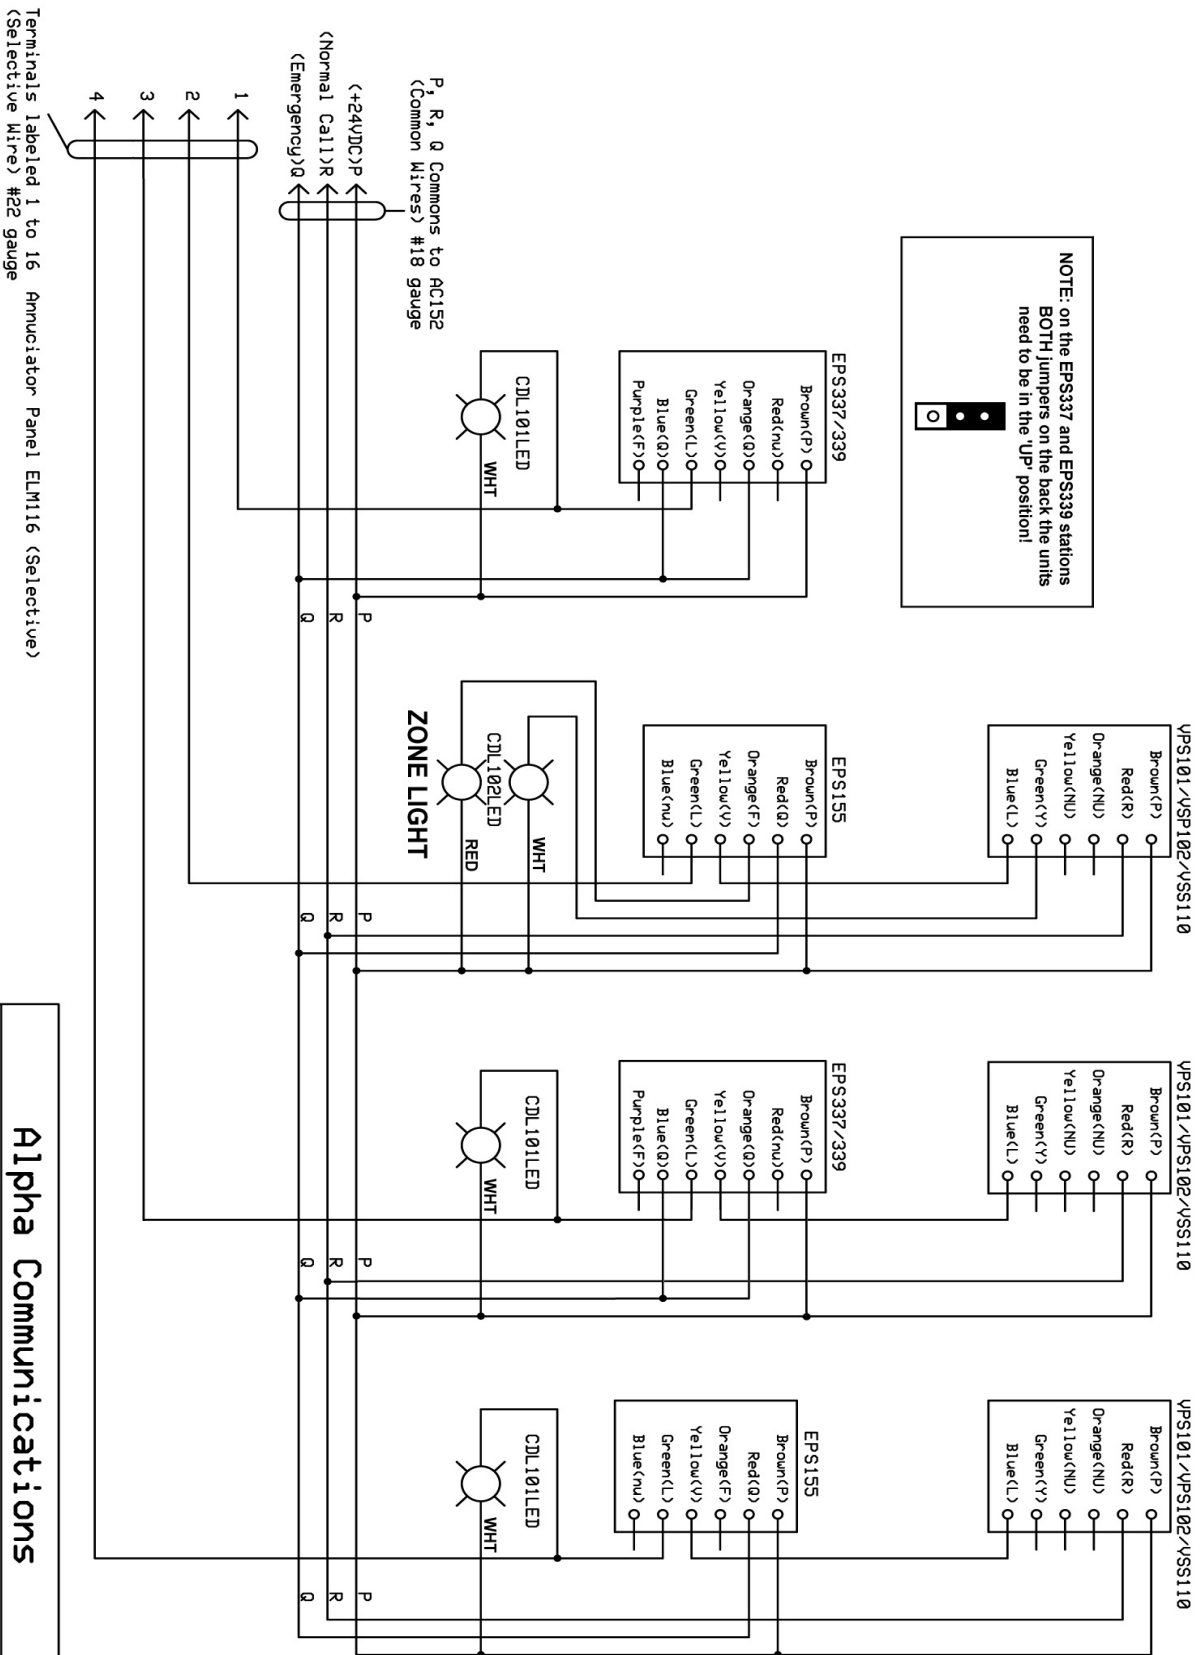 NOTE: on the EPS337 and EPS339 stations
BOTH jumpers on the back the units
need to be in the 'UP' position!
VPS101/VSP102/VSS110
Brown(P)
Red(R)
Orange(NU)
Yellow(NU)
Green(Y)
Blue(L)
VPS101/VPS102/VSS110
Brown(P)
Red(R)
Orange(NU)
Yellow(NU)
Green(Y)
Blue(L)
VPS101/VPS102/VSS110
Brown(P)
Red(R)
Orange(NU)
Yellow(NU)
Green(Y)
Blue(L)
EPS337/339
Brown(P)
Red(nu)
Orange(Q)
Yellow(V)
Green(L)
Blue(Q)
Purple(F)
EPS155
Brown(P)
Red(Q)
Orange(F)
Yellow(V)
Green(L)
Blue(nu)
EPS337/339
Brown(P)
Red(nu)
Orange(Q)
Yellow(V)
Green(L)
Blue(Q)
Purple(F)
EPS155
Brown(P)
Red(Q)
Orange(F)
Yellow(V)
Green(L)
Blue(nu)
CDL101LED
WHT
CDL102LED
WHT
RED
ZONE LIGHT
CDL101LED
WHT
CDL101LED
WHT
P, R, Q Commons to AC152
(Common Wires) #18 gauge
(+24VDC)P
(Normal Call)R
(Emergency)Q
P
R
Q
P
R
Q
P
R
Q
P
R
Q
1
2
3
4
Terminals labeled 1 to 16 Annuciator Panel ELM116 (Selective)
(Selective Wire) #22 gauge
Alpha Communications